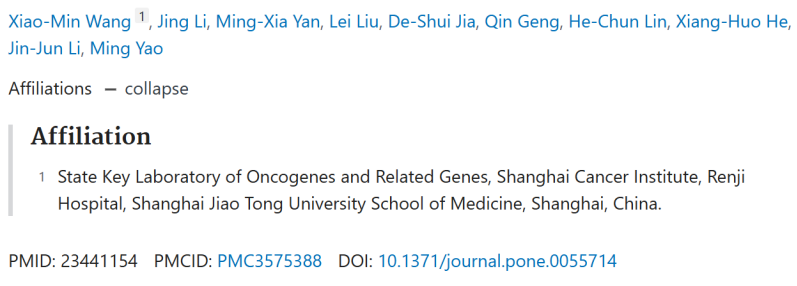 Xiao-Min Wang 1, Jing Li, Ming-Xia Yan, Lei Liu, De-Shui Jia, Qin Geng, He-Chun Lin, Xiang-Huo He,
Jin-Jun Li, Ming Yao
Affiliations — collapse
Affiliation
1 State Key Laboratory of Oncogenes and Related Genes, Shanghai Cancer Institute, Renji
Hospital, Shanghai Jiao Tong University School of Medicine, Shanghai, China.
PMID: 23441154 PMCID: PMC3575388 DOI: 10.1371/journal.pone.0055714